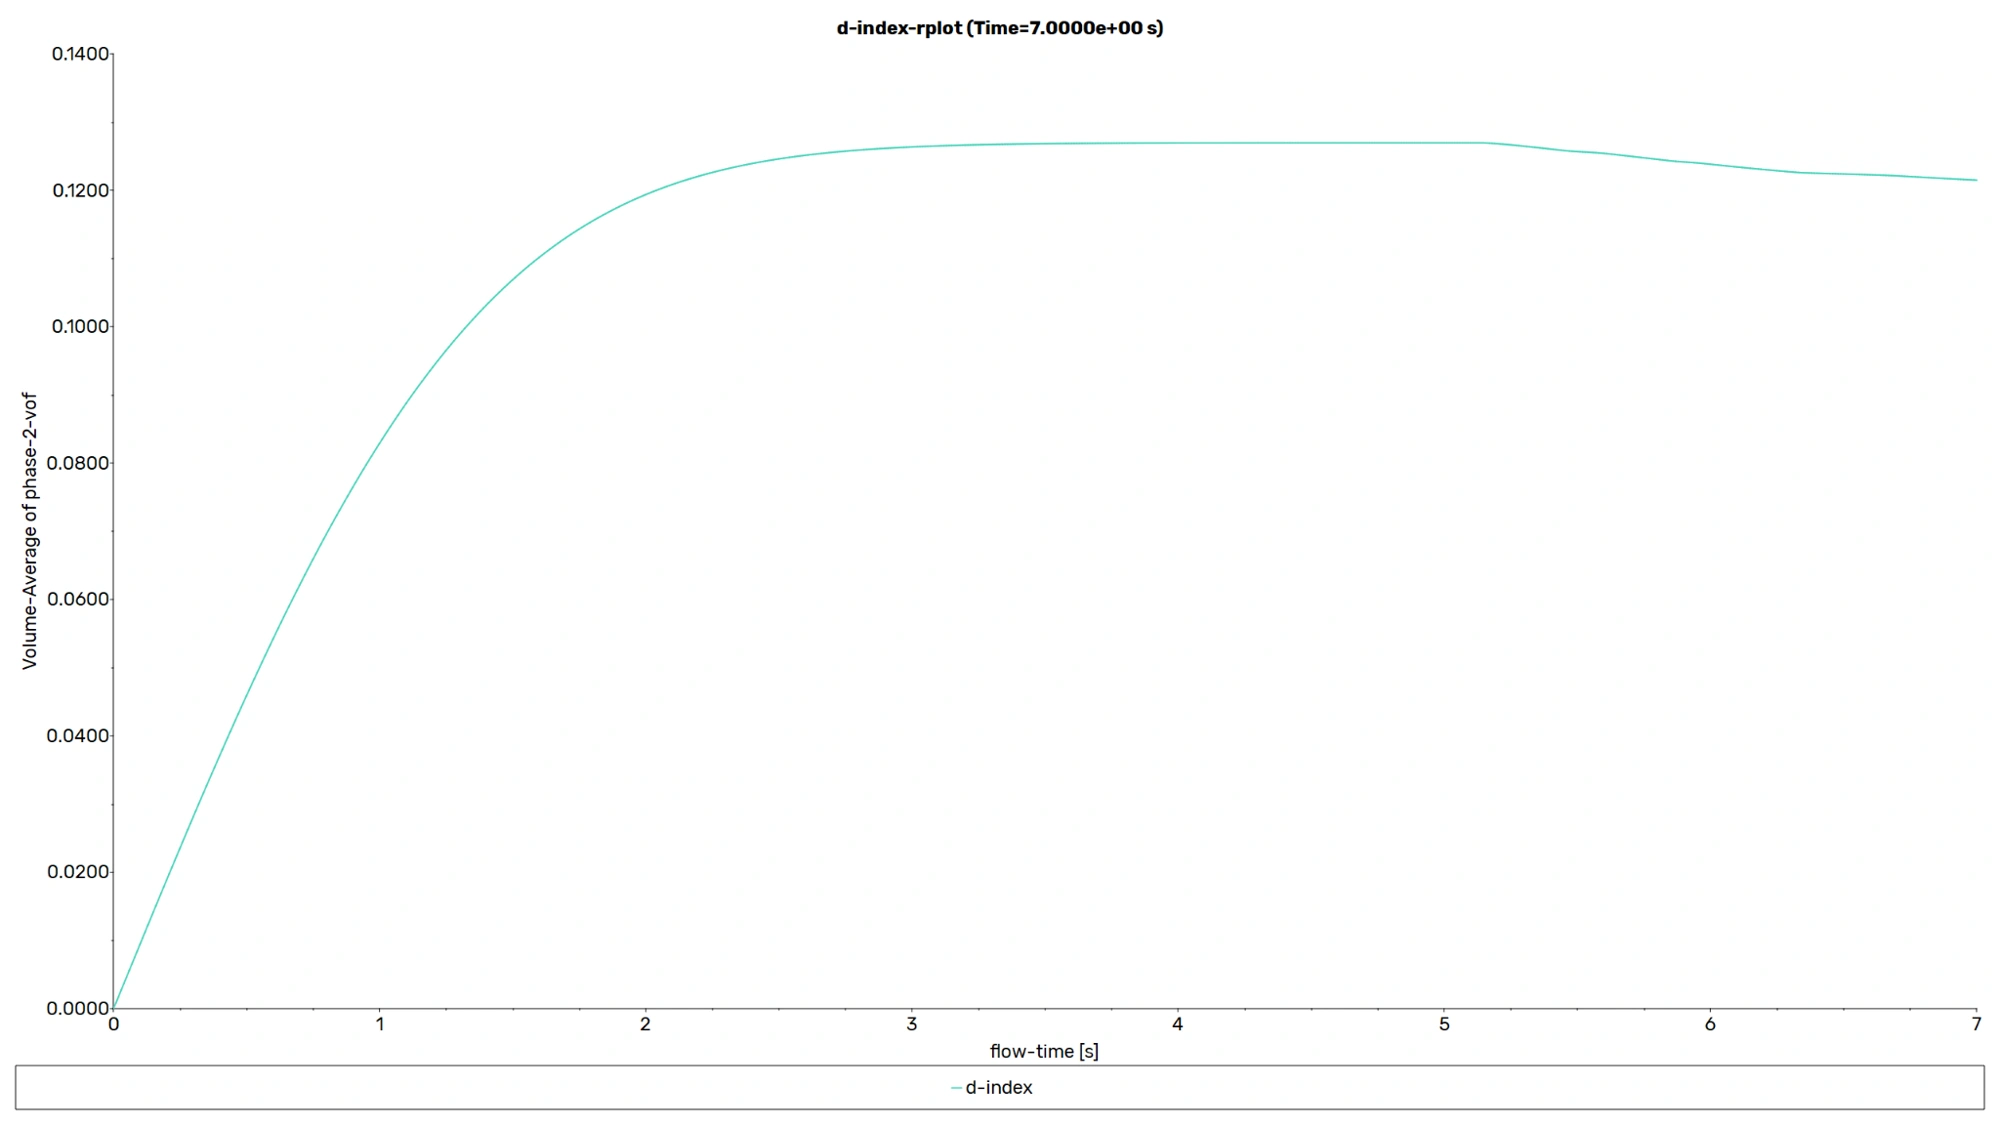 d-index-rplot (Time=7.0000e+00 s)
0.1400
0.1200
0.1000
0.0800
0.0600
0.0400
0.0200
0.0000
Volume-Average of phase-2-vof
0 1 2 3 4 5 6 7
flow-time [s]
d-index